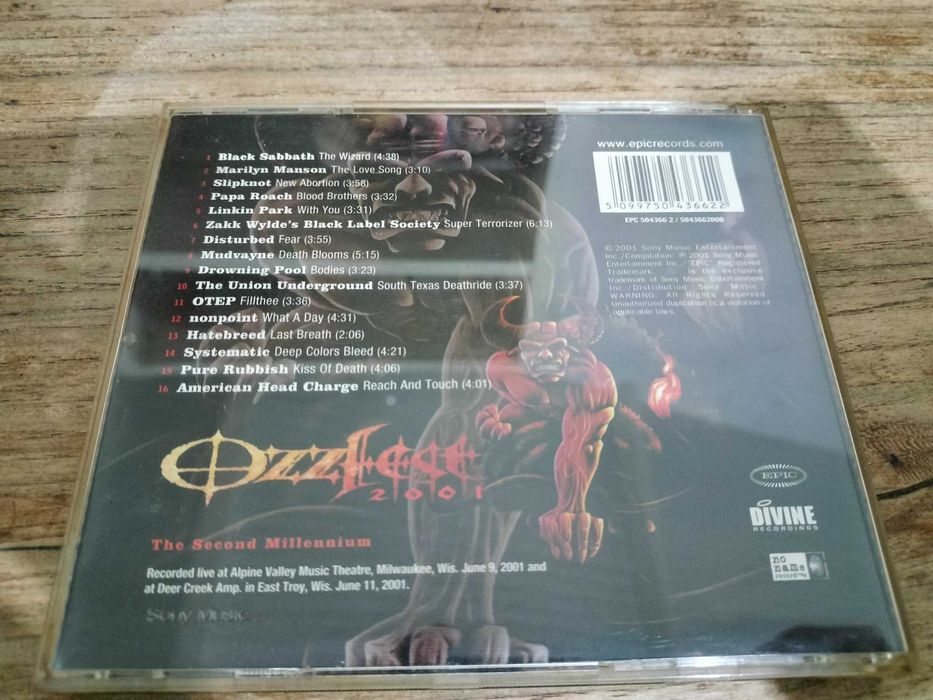 1 Black Sabbath The Wizard (4:38)
2 Marilyn Manson The Love Song (3:10)
3 Slipknot New Abortion (3:58)
4 Papa Roach Blood Brothers (3:32)
5 Linkin Park With You (3:31)
6 Zakk Wylde's Black Label Society Super Terrorizer (6:13)
7 Disturbed Fear (3:55)
8 Mudvayne Death Blooms (5:15)
9 Drowning Pool Bodies (3:23)
10 The Union Underground South Texas Deathride (3:37)
11 OTEP Fillthee (3:36)
12 nonpoint What A Day (4:31)
13 Hatebreed Last Breath (2:06)
14 Systematic Deep Colors Bleed (4:21)
15 Pure Rubbish Kiss Of Death (4:06)
16 American Head Charge Reach And Touch (4:01)
OzzFest
2001
The Second Millennium
Recorded live at Alpine Valley Music Theatre, Milwaukee, Wis. June 9, 2001 and
at Deer Creek Amp. in East Troy, Wis. June 11, 2001.
Sony Music
www.epicrecords.com
5 099750 436622
EPC 504366 2 / 5043662000
© 2001 Sony Music Entertainment
Inc./Compilation: ℗ 2001 Sony Music
Entertainment Inc./ "EPIC" Registered
Trademark. is the exclusive
trademark of Sony Music Entertainment
Inc./Distribution Sony Music./
WARNING: All Rights Reserved.
Unauthorized duplication is a violation of
applicable laws.
EPIC
DIVINE
RECORDINGS
no
name
recordings